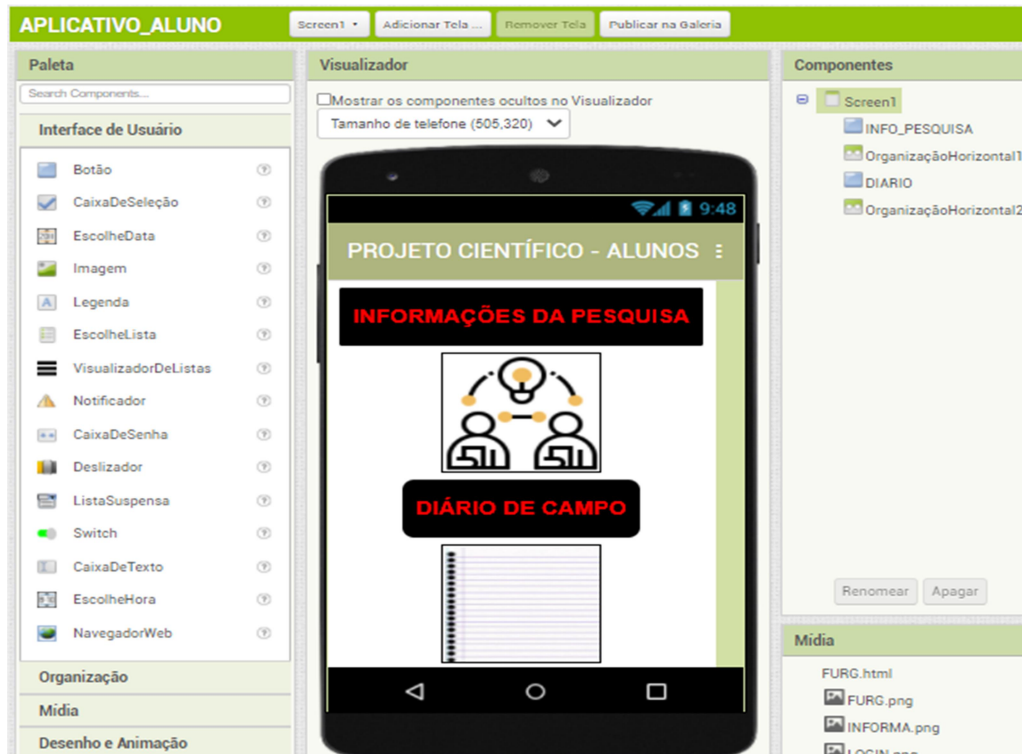 APLICATIVO_ALUNO
Screen1
Adicionar Tela ...
Remover Tela
Publicar na Galeria
Paleta
Search Components...
Interface de Usuário
Botão
CaixaDeSeleção
EscolheData
Imagem
Legenda
EscolheLista
VisualizadorDeListas
Notificador
CaixaDeSenha
Deslizador
ListaSuspensa
Switch
CaixaDeTexto
EscolheHora
NavegadorWeb
Organização
Mídia
Desenho e Animação
Visualizador
Mostrar os componentes ocultos no Visualizador
Tamanho de telefone (505,320)
9:48
PROJETO CIENTÍFICO - ALUNOS
INFORMAÇÕES DA PESQUISA
DIÁRIO DE CAMPO
Componentes
Screen1
INFO_PESQUISA
OrganizaçãoHorizontal1
DIARIO
OrganizaçãoHorizontal2
Renomear
Apagar
Mídia
FURG.html
FURG.png
INFORMA.png
LOGIN.png